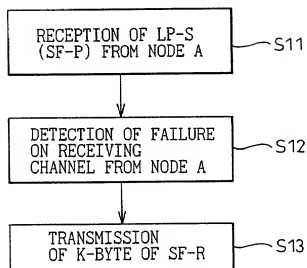 RECEPTION OF LP-S
(SF-P) FROM NODE A
S11
DETECTION OF FAILURE
ON RECEIVING
CHANNEL FROM NODE A
S12
TRANSMISSION
OF K-BYTE OF SF-R
S13